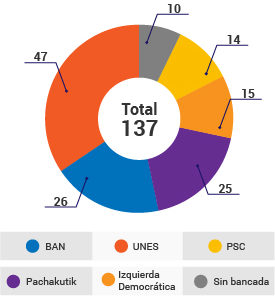 10
47
14
Total
137
15
26
25
BAN
UNES
PSC
Pachakutik
Izquierda
Democrática
Sin bancada